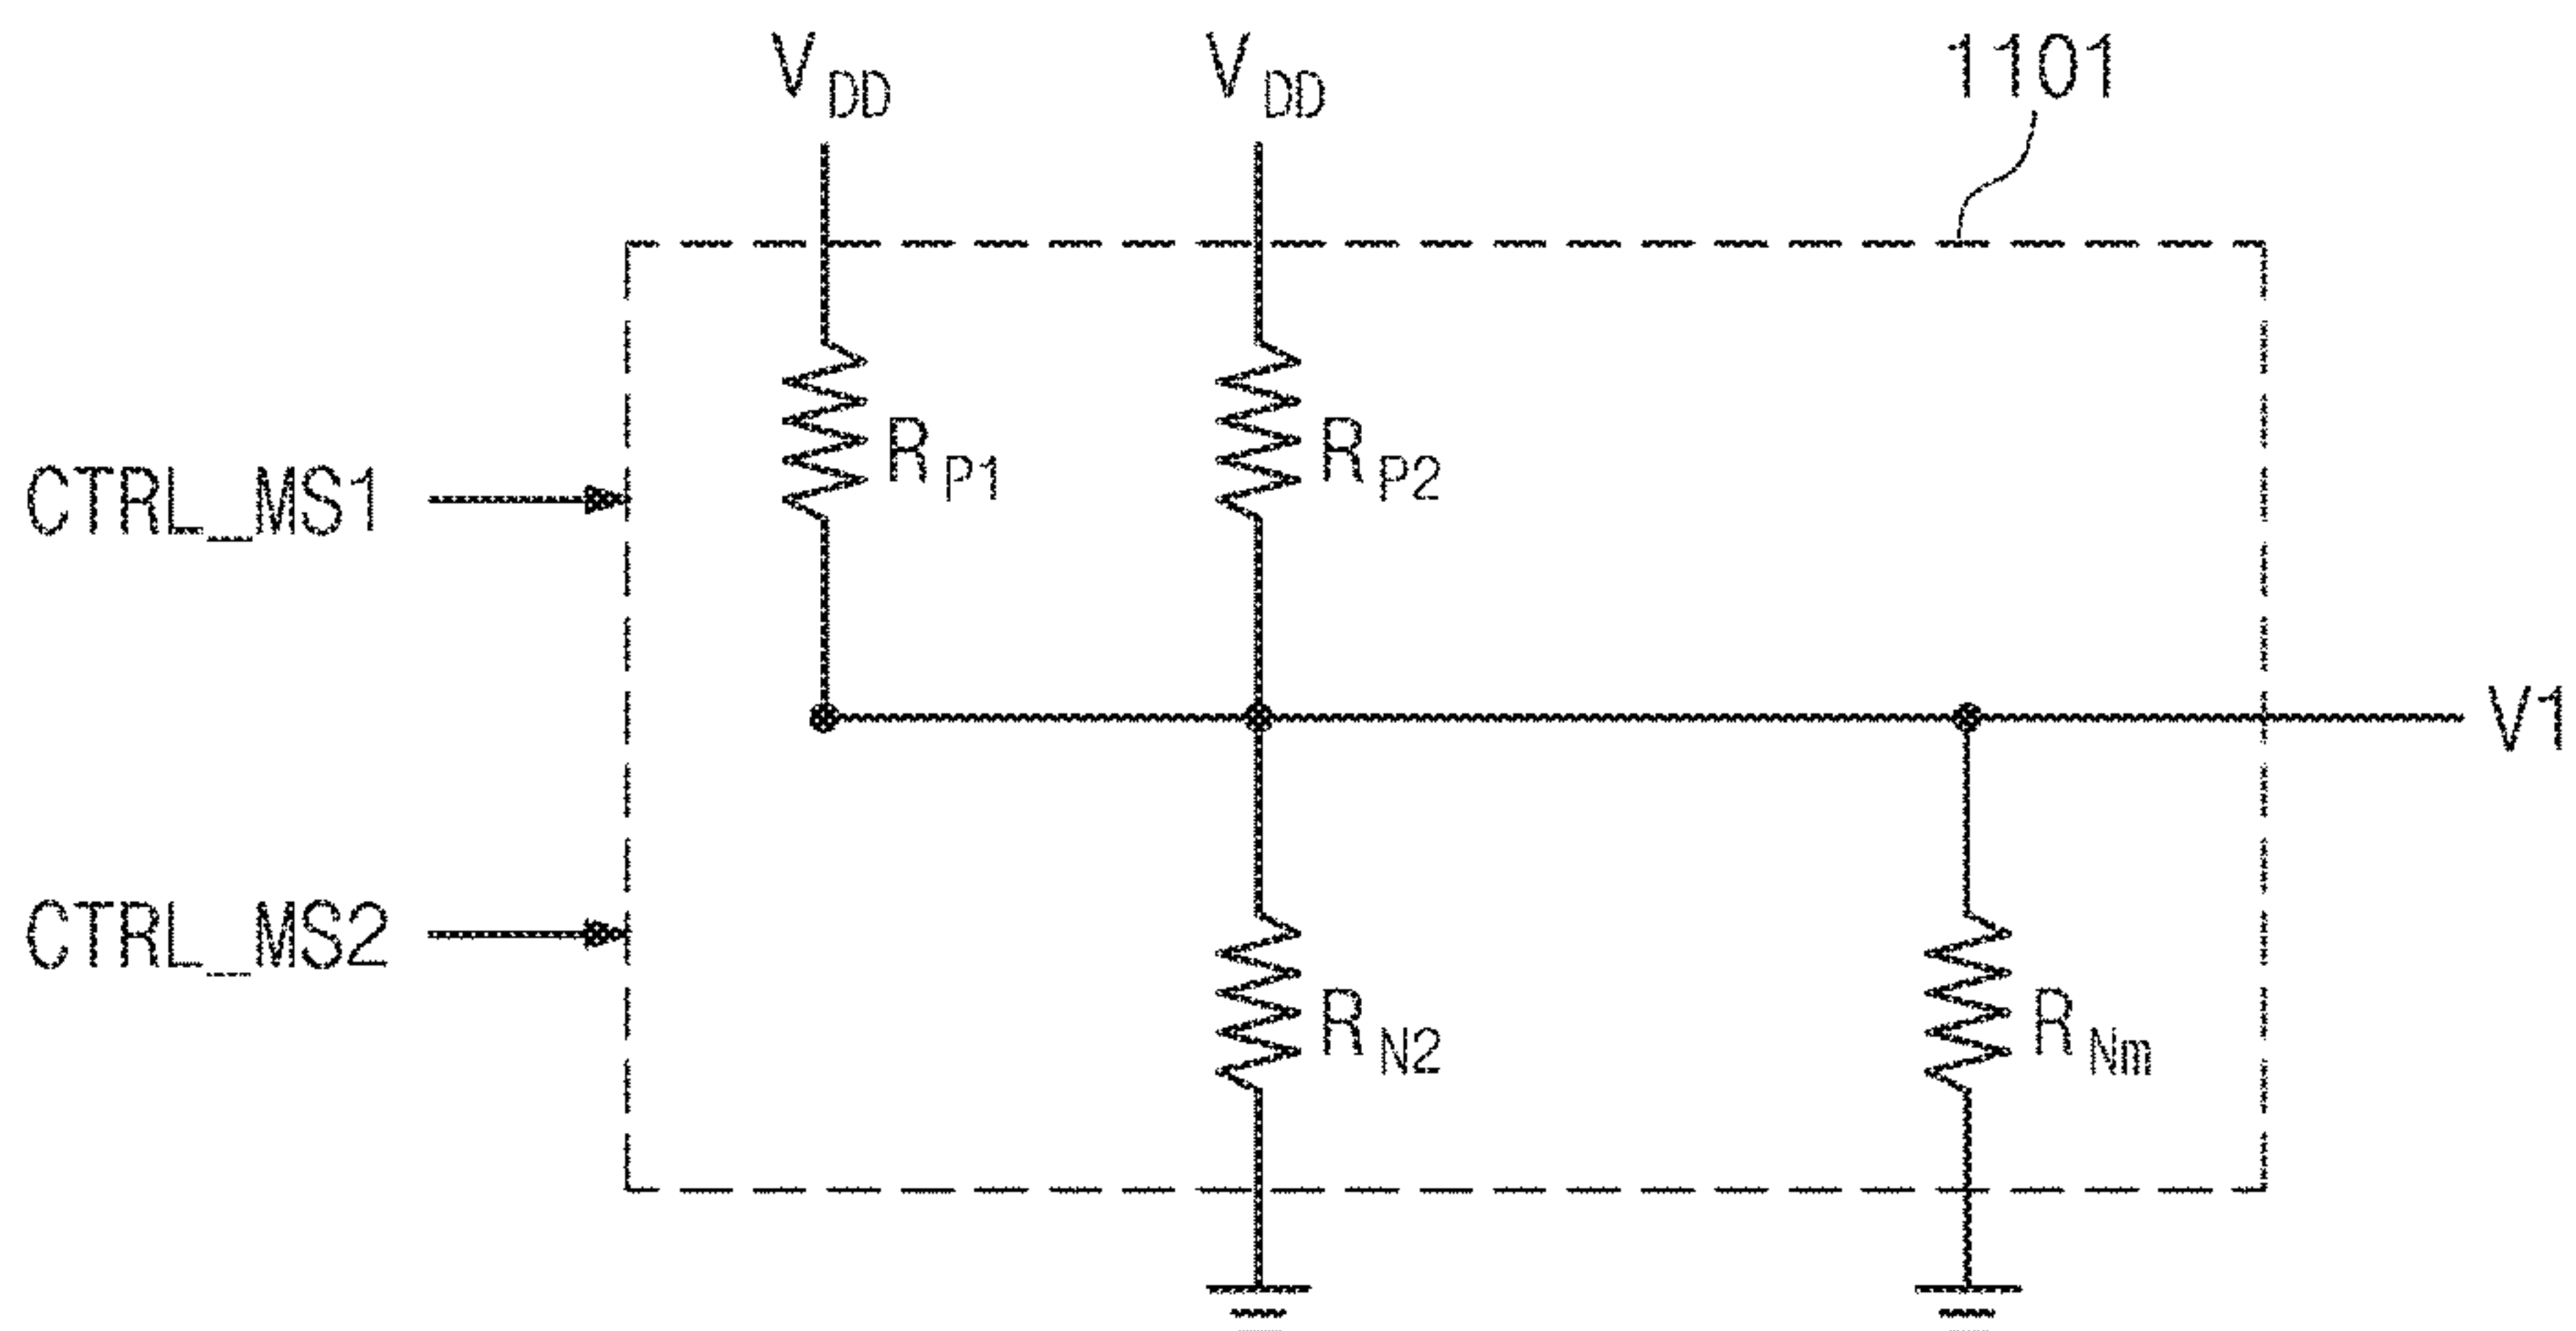 VDD
VDD
1101
RP1
RP2
CTRL_MS1
V1
CTRL_MS2
RN2
RNm